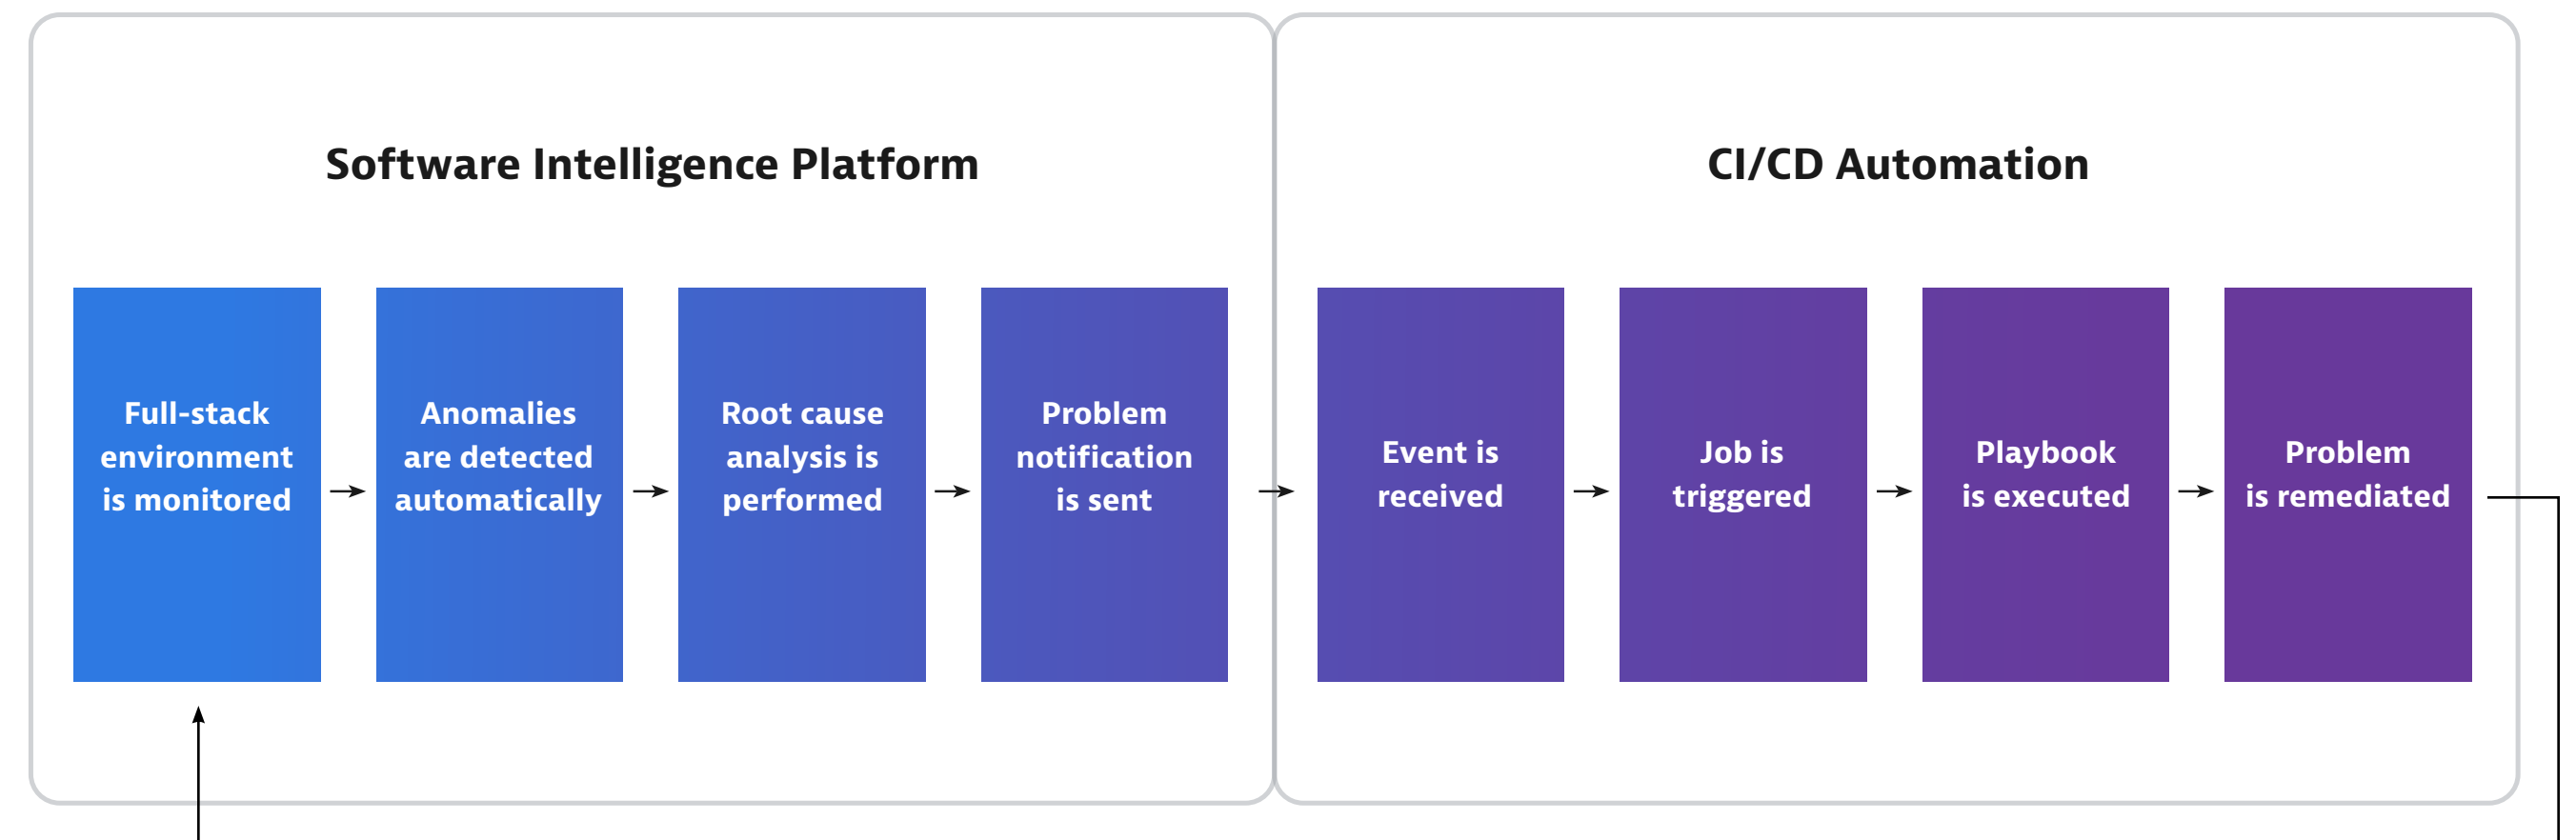 Software Intelligence Platform
Full-stack
environment
is monitored
Anomalies
are detected
automatically
Root cause
analysis is
performed
Problem
notification
is sent
CI/CD Automation
Event is
received
Job is
triggered
Playbook
is executed
Problem
is remediated